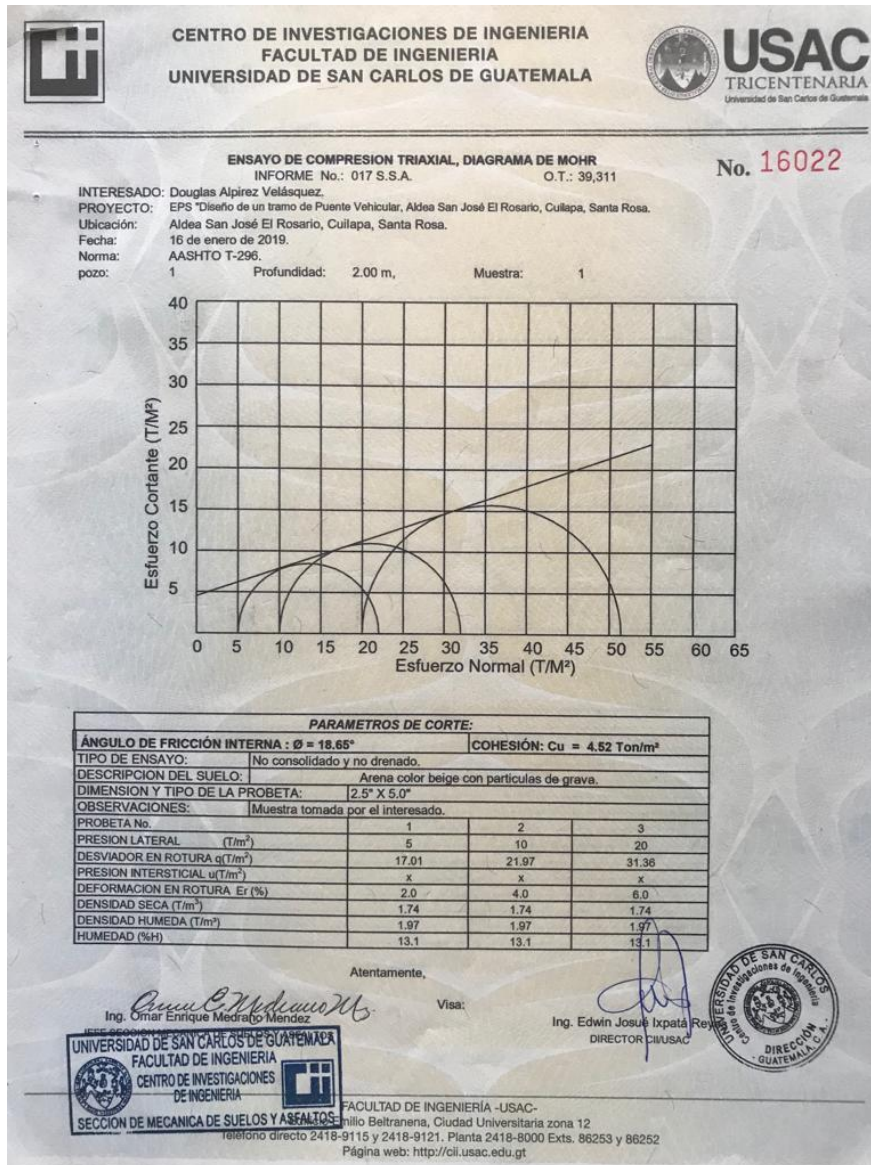 CENTRO DE INVESTIGACIONES DE INGENIERIA
FACULTAD DE INGENIERIA
UNIVERSIDAD DE SAN CARLOS DE GUATEMALA
USAC
TRICENTENARIA
Universidad de San Carlos de Guatemala
ENSAYO DE COMPRESION TRIAXIAL, DIAGRAMA DE MOHR
No. 16022
INFORME No.: 017 S.S.A. O.T.: 39,311
INTERESADO: Douglas Alpirez Velásquez.
PROYECTO: EPS "Diseño de un tramo de Puente Vehicular, Aldea San José El Rosario, Cuilapa, Santa Rosa.
Ubicación: Aldea San José El Rosario, Cuilapa, Santa Rosa.
Fecha: 16 de enero de 2019.
Norma: AASHTO T-296.
pozo: 1 Profundidad: 2.00 m, Muestra: 1
Esfuerzo Cortante (T/M²)
40
35
30
25
20
15
10
5
0 5 10 15 20 25 30 35 40 45 50 55 60 65
Esfuerzo Normal (T/M²)
PARAMETROS DE CORTE:
ÁNGULO DE FRICCIÓN INTERNA : Ø = 18.65° COHESIÓN: Cu = 4.52 Ton/m²
TIPO DE ENSAYO: No consolidado y no drenado.
DESCRIPCION DEL SUELO: Arena color beige con particulas de grava.
DIMENSION Y TIPO DE LA PROBETA: 2.5" X 5.0"
OBSERVACIONES: Muestra tomada por el interesado.
PROBETA No. 1 2 3
PRESION LATERAL (T/m²) 5 10 20
DESVIADOR EN ROTURA q(T/m²) 17.01 21.97 31.36
PRESION INTERSTICIAL u(T/m²) x x x
DEFORMACION EN ROTURA Er (%) 2.0 4.0 6.0
DENSIDAD SECA (T/m³) 1.74 1.74 1.74
DENSIDAD HUMEDA (T/m³) 1.97 1.97 1.97
HUMEDAD (%H) 13.1 13.1 13.1
Atentamente,
Visa:
Ing. Omar Enrique Medrano Mendez
Ing. Edwin Josué Ixpatá
DIRECTOR CII/USAC
UNIVERSIDAD DE SAN CARLOS DE GUATEMALA
FACULTAD DE INGENIERIA
CENTRO DE INVESTIGACIONES
DE INGENIERIA
SECCION DE MECANICA DE SUELOS Y ASFALTOS
UNIVERSIDAD DE SAN CARLOS
Centro de Investigaciones de Ingenieria
DIRECCIÓN
GUATEMALA, C. A.
FACULTAD DE INGENIERÍA -USAC-
Emilio Beltranena, Ciudad Universitaria zona 12
Teléfono directo 2418-9115 y 2418-9121. Planta 2418-8000 Exts. 86253 y 86252
Página web: http://cii.usac.edu.gt